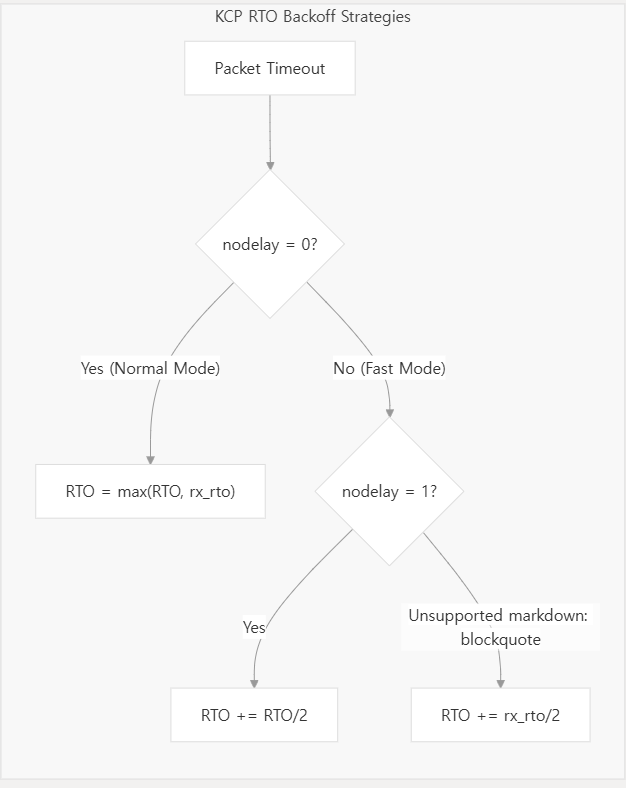 KCP RTO Backoff Strategies
Packet Timeout
nodelay = 0?
Yes (Normal Mode)
No (Fast Mode)
RTO = max(RTO, rx_rto)
nodelay = 1?
Yes
Unsupported markdown:
blockquote
RTO += RTO/2
RTO += rx_rto/2